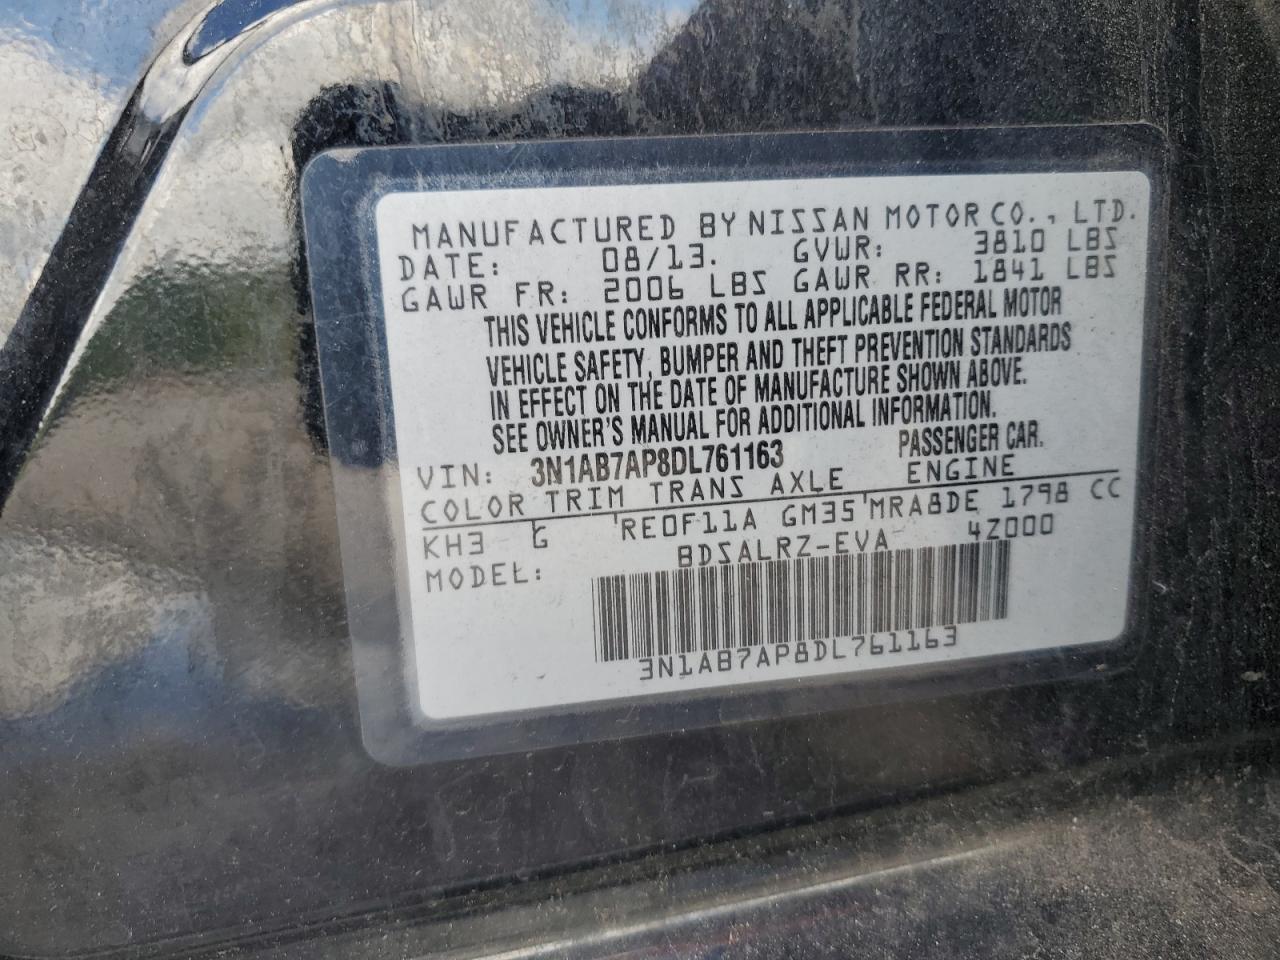 MANUFACTURED BY NISSAN MOTOR CO., LTD.
DATE: 08/13. GVWR: 3810 LBS
GAWR FR: 2006 LBS GAWR RR: 1841 LBS
THIS VEHICLE CONFORMS TO ALL APPLICABLE FEDERAL MOTOR
VEHICLE SAFETY, BUMPER AND THEFT PREVENTION STANDARDS
IN EFFECT ON THE DATE OF MANUFACTURE SHOWN ABOVE.
SEE OWNER'S MANUAL FOR ADDITIONAL INFORMATION.
VIN: 3N1AB7AP8DL761163 PASSENGER CAR.
COLOR TRIM TRANS AXLE ENGINE
KH3 G 'RE0F11A GM35'MRA8DE 1798 CC
MODEL: BDSALRZ-EVA 4Z000
3N1AB7AP8DL761163